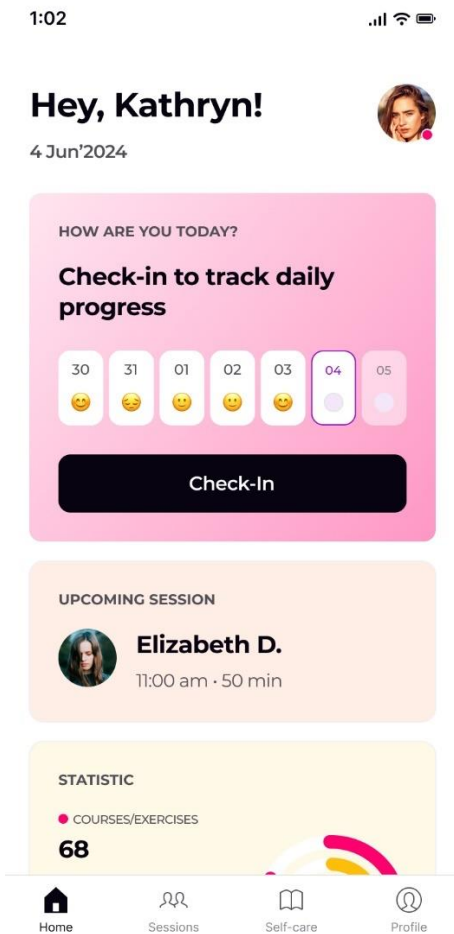 1:02
Hey, Kathryn!
4 Jun’2024
HOW ARE YOU TODAY?
Check-in to track daily
progress
30 31 01 02 03 04 05
Check-In
UPCOMING SESSION
Elizabeth D.
11:00 am • 50 min
STATISTIC
COURSES/EXERCISES
68
Home Sessions Self-care Profile